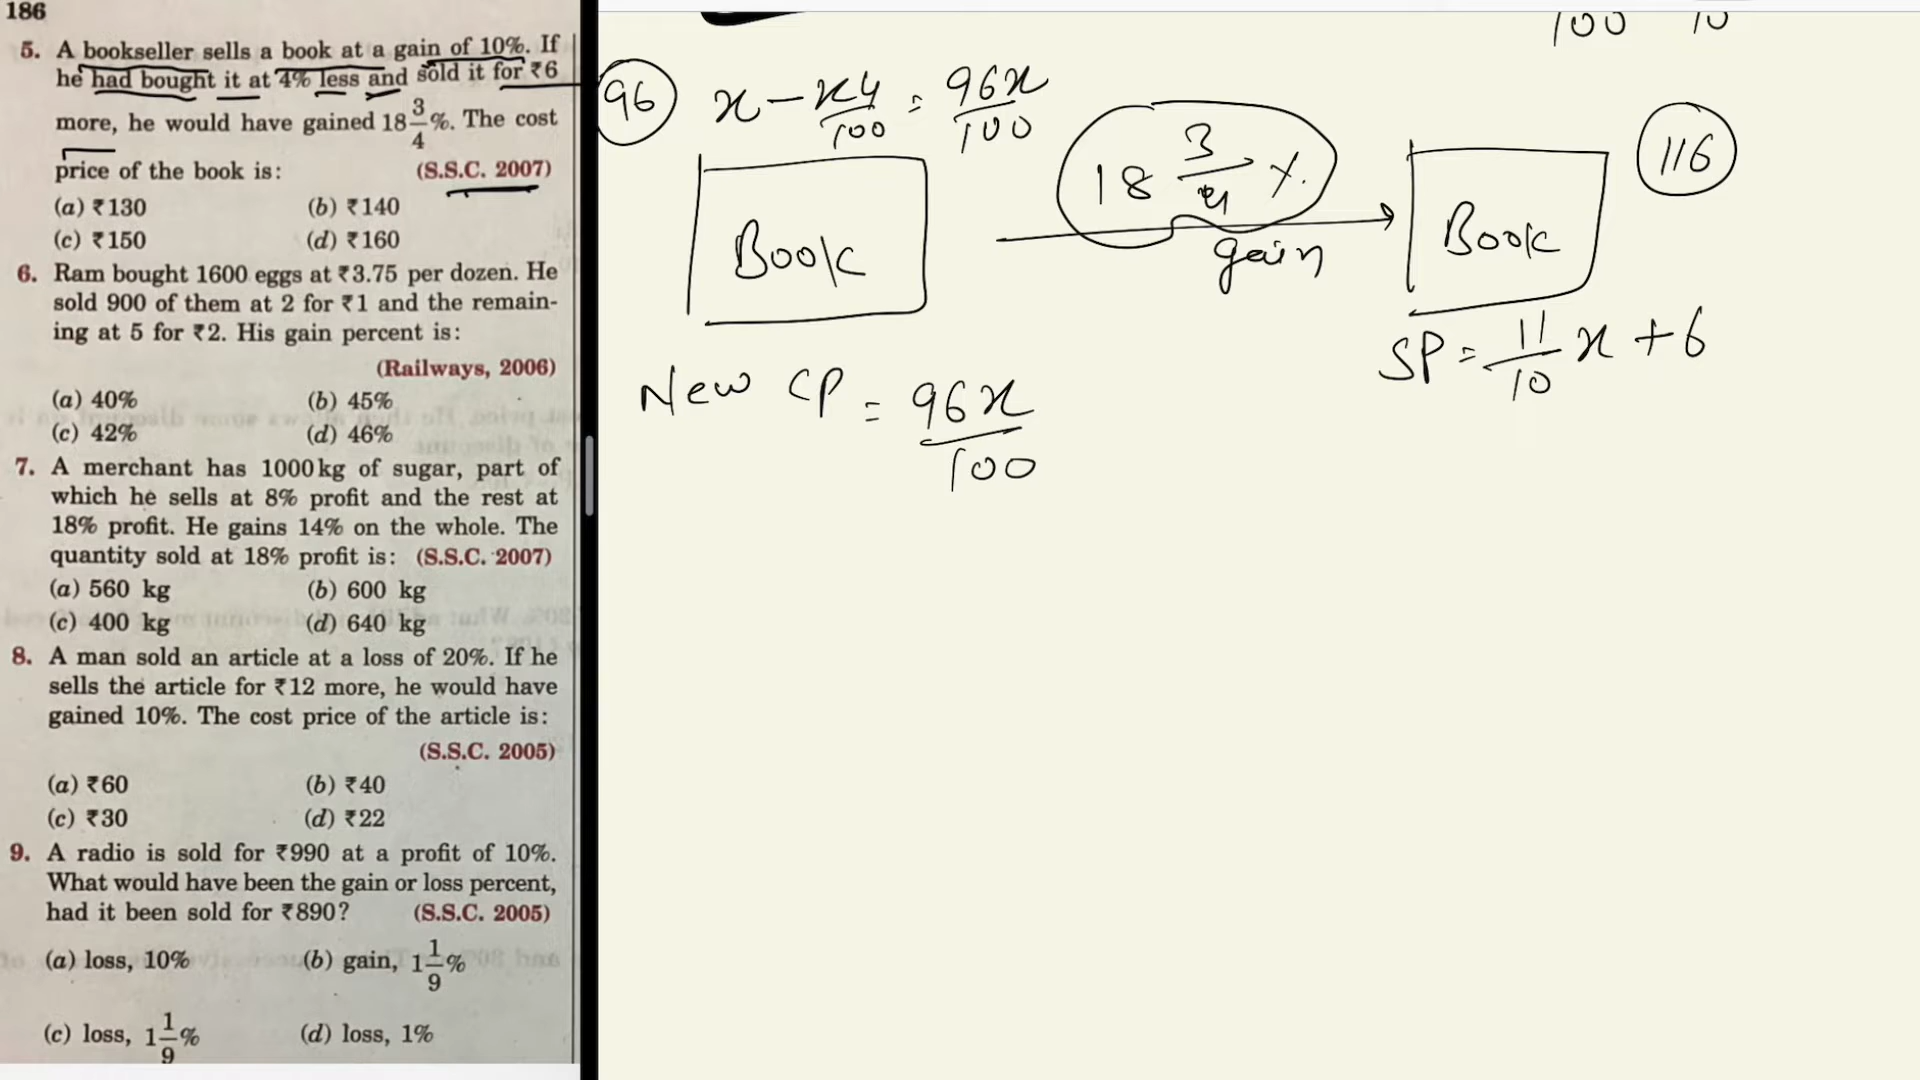 186
5. A bookseller sells a book at a gain of 10%. If
he had bought it at 4% less and sold it for ₹6
more, he would have gained 18 3/4 %. The cost
price of the book is: (S.S.C. 2007)
(a) ₹130 (b) ₹140
(c) ₹150 (d) ₹160
6. Ram bought 1600 eggs at ₹3.75 per dozen. He
sold 900 of them at 2 for ₹1 and the remain-
ing at 5 for ₹2. His gain percent is:
(Railways, 2006)
(a) 40% (b) 45%
(c) 42% (d) 46%
7. A merchant has 1000 kg of sugar, part of
which he sells at 8% profit and the rest at
18% profit. He gains 14% on the whole. The
quantity sold at 18% profit is: (S.S.C. 2007)
(a) 560 kg (b) 600 kg
(c) 400 kg (d) 640 kg
8. A man sold an article at a loss of 20%. If he
sells the article for ₹12 more, he would have
gained 10%. The cost price of the article is:
(S.S.C. 2005)
(a) ₹60 (b) ₹40
(c) ₹30 (d) ₹22
9. A radio is sold for ₹990 at a profit of 10%.
What would have been the gain or loss percent,
had it been sold for ₹890? (S.S.C. 2005)
(a) loss, 10% (b) gain, 1 1/9 %
(c) loss, 1 1/9 % (d) loss, 1%
100 10
96 x - x4/100 = 96x/100
18 3/4 %. 116
Book gain Book
SP = 11/10 x + 6
New CP = 96x/100